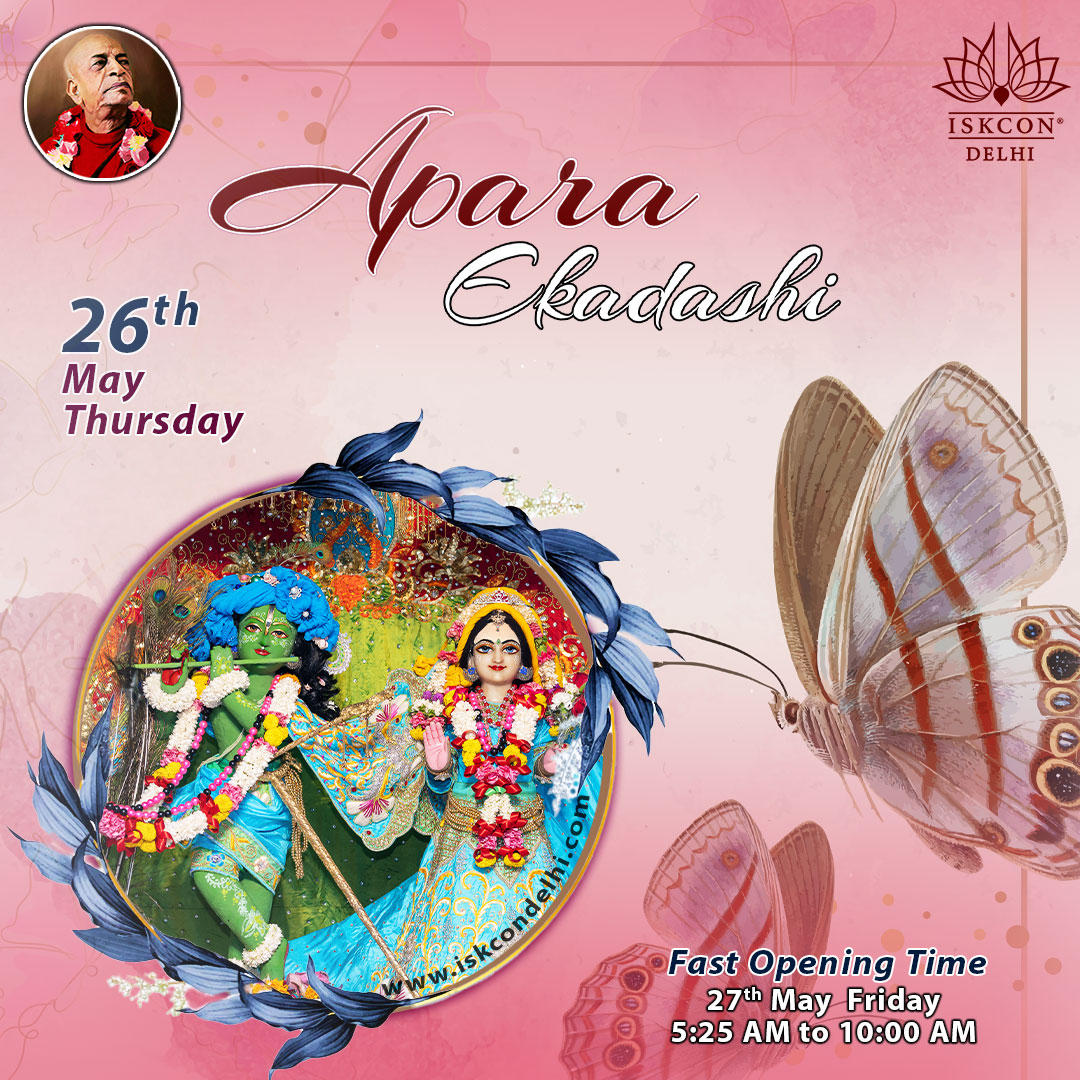 ISKCON®
DELHI
Apara
Ekadashi
26th
May
Thursday
www.iskcondelhi.com
Fast Opening Time
27th May Friday
5:25 AM to 10:00 AM